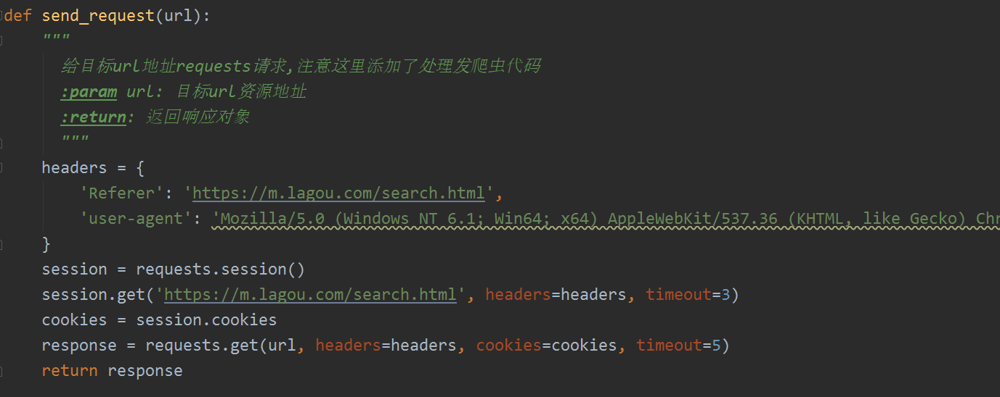 def send_request(url):
"""
给目标url地址requests请求,注意这里添加了处理发爬虫代码
:param url: 目标url资源地址
:return: 返回响应对象
"""
headers = {
'Referer': 'https://m.lagou.com/search.html',
'user-agent': 'Mozilla/5.0 (Windows NT 6.1; Win64; x64) AppleWebKit/537.36 (KHTML, like Gecko) Chr
}
session = requests.session()
session.get('https://m.lagou.com/search.html', headers=headers, timeout=3)
cookies = session.cookies
response = requests.get(url, headers=headers, cookies=cookies, timeout=5)
return response